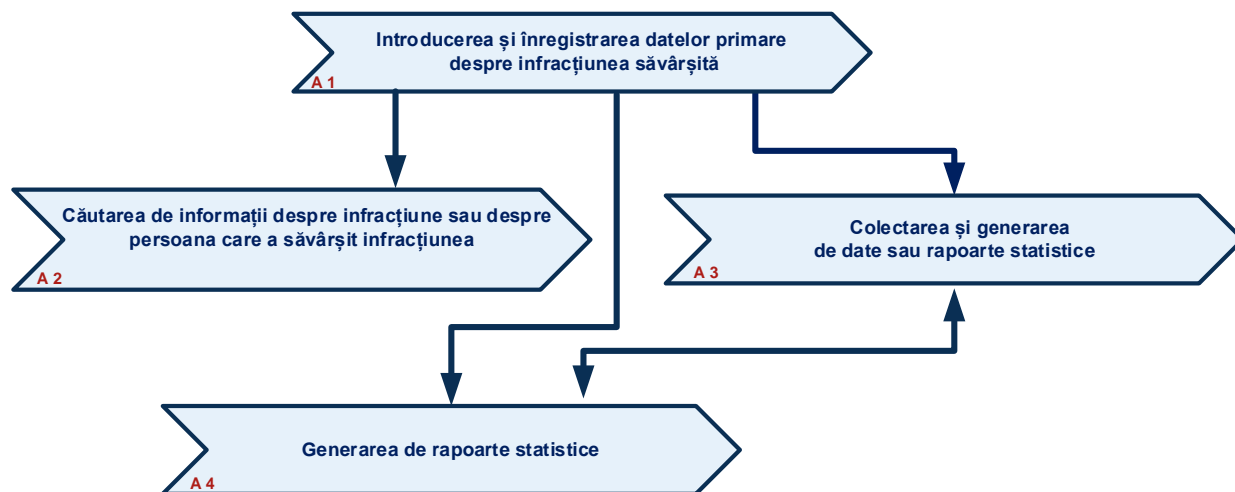 Introducerea și înregistrarea datelor primare
despre infracțiunea săvârșită
A 1
Căutarea de informații despre infracțiune sau despre
persoana care a săvârșit infracțiunea
A 2
Colectarea și generarea
de date sau rapoarte statistice
A 3
Generarea de rapoarte statistice
A 4